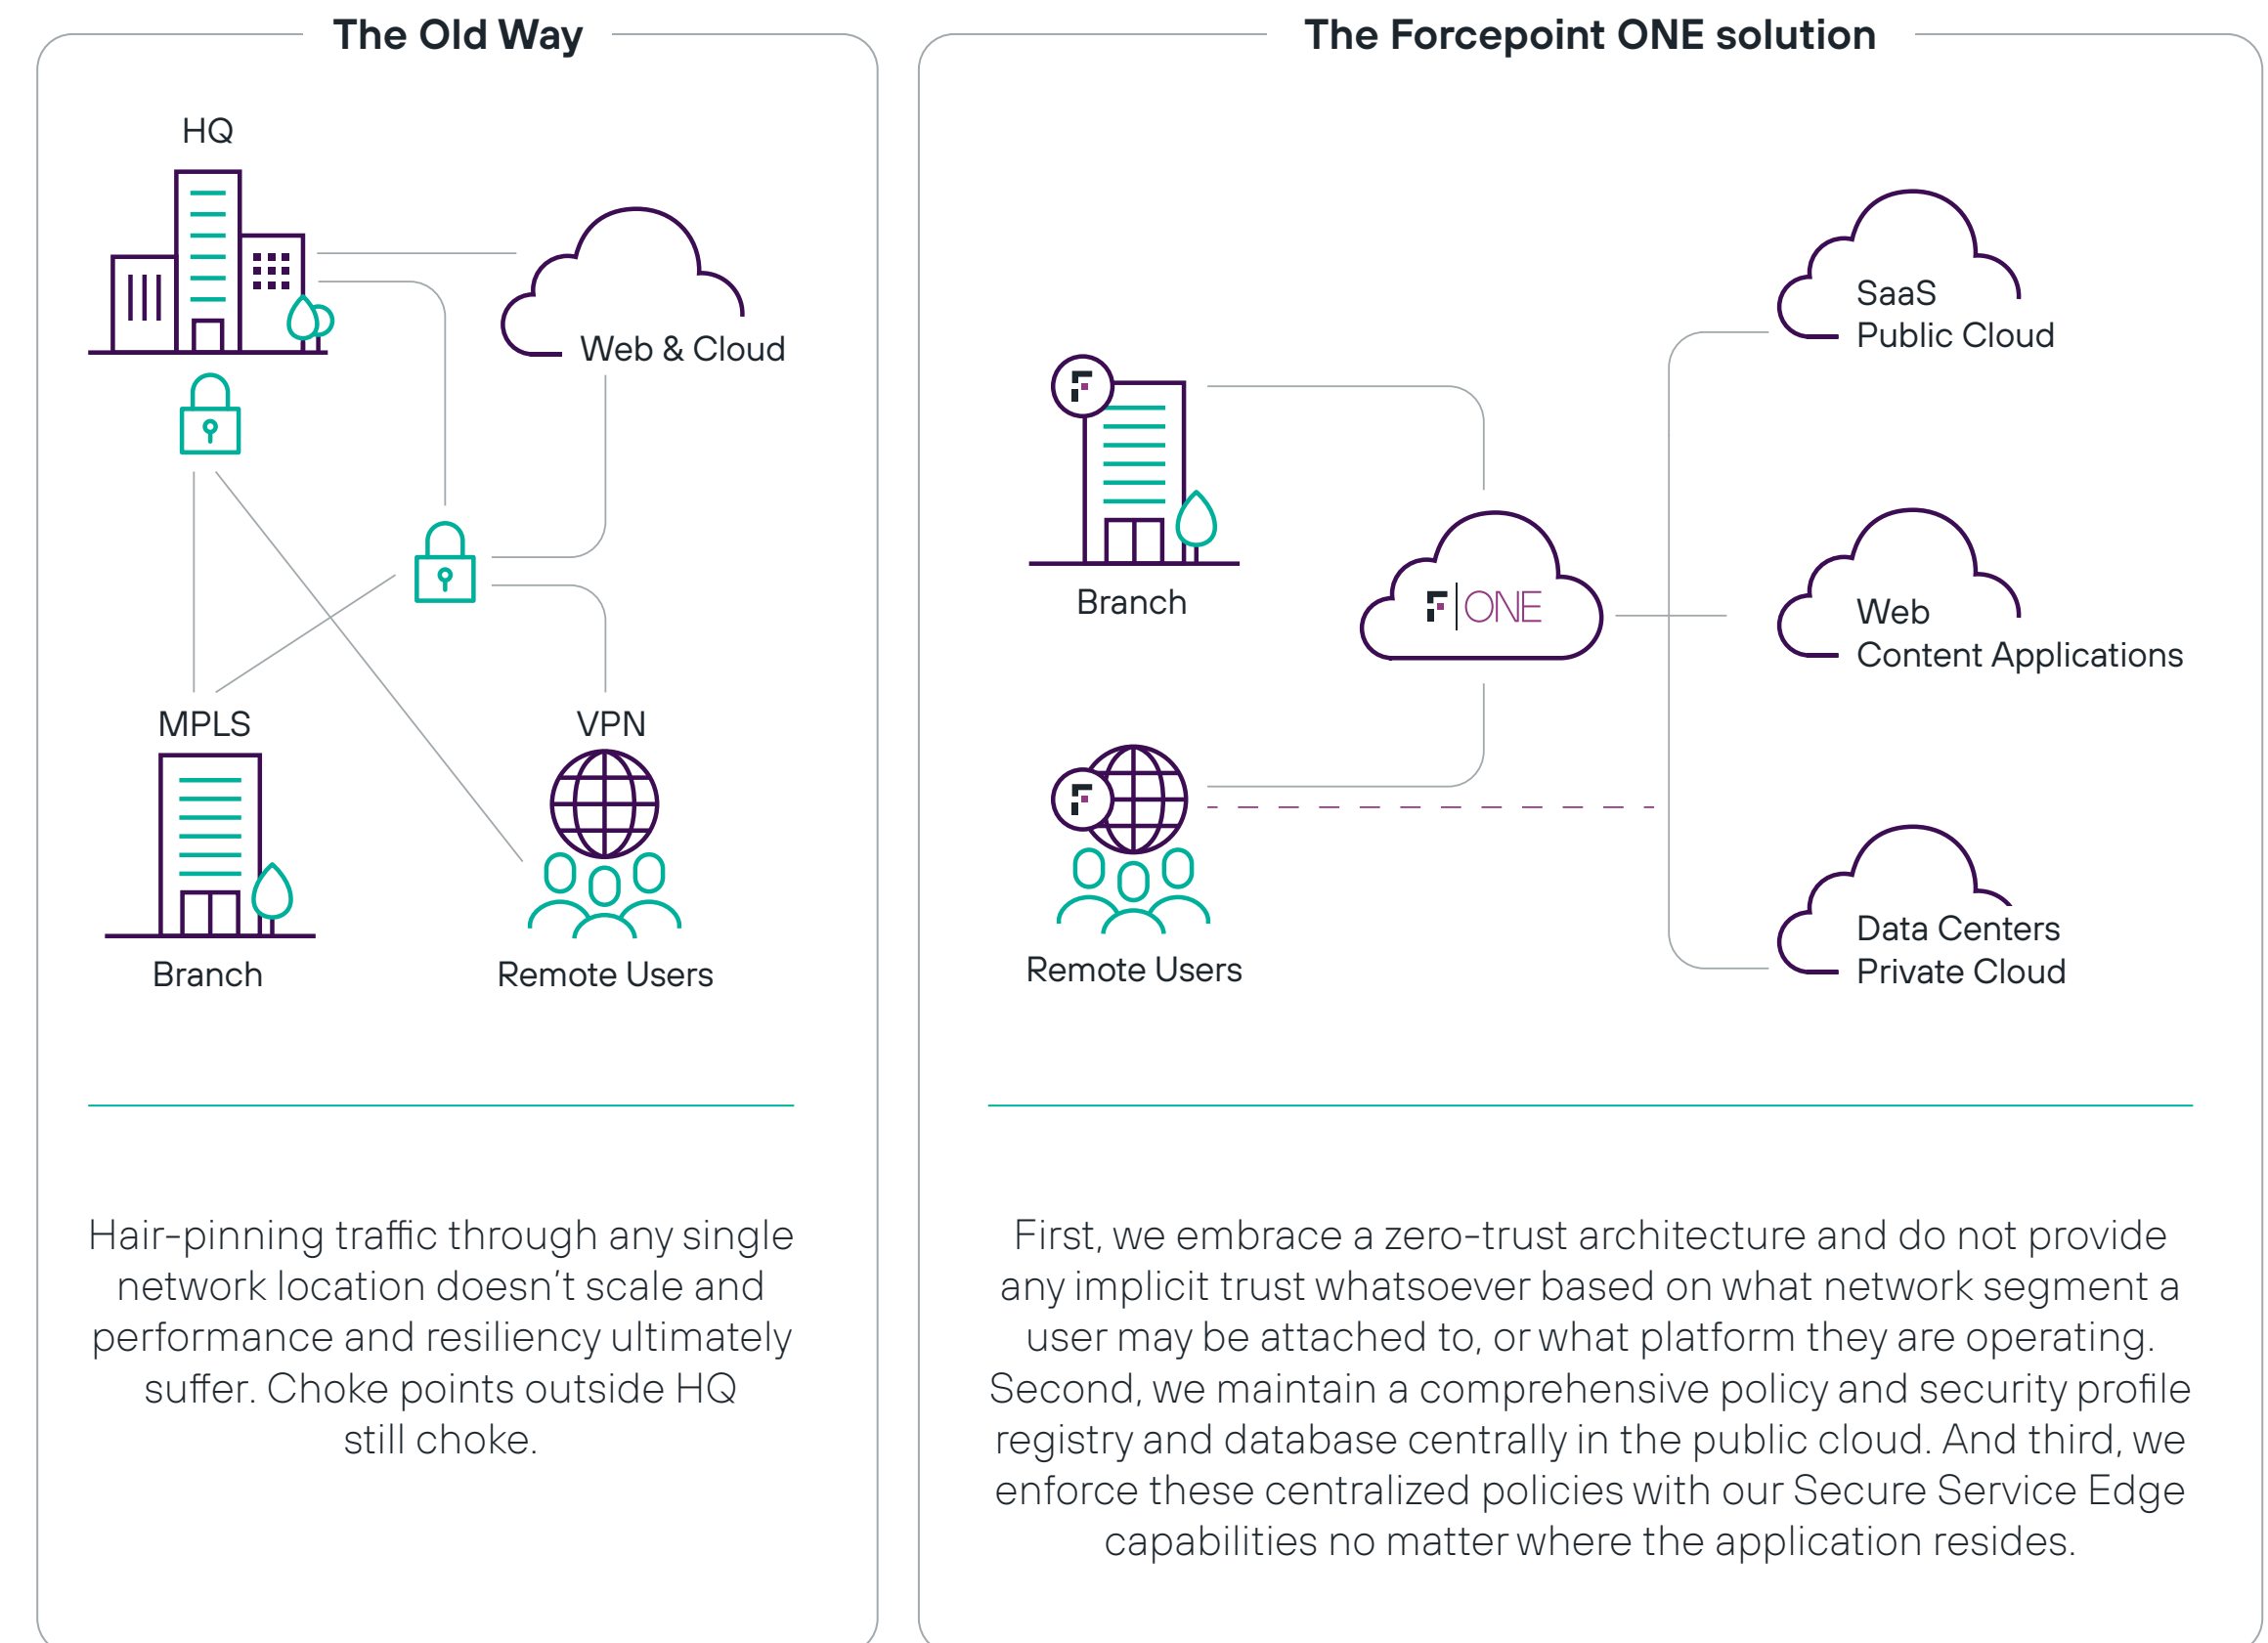 The Old Way
HQ
Web & Cloud
MPLS
VPN
Branch
Remote Users
Hair-pinning traffic through any single
network location doesn't scale and
performance and resiliency ultimately
suffer. Choke points outside HQ
still choke.
The Forcepoint ONE solution
SaaS
Public Cloud
Branch
F|ONE
Web
Content Applications
Remote Users
Data Centers
Private Cloud
First, we embrace a zero-trust architecture and do not provide
any implicit trust whatsoever based on what network segment a
user may be attached to, or what platform they are operating.
Second, we maintain a comprehensive policy and security profile
registry and database centrally in the public cloud. And third, we
enforce these centralized policies with our Secure Service Edge
capabilities no matter where the application resides.